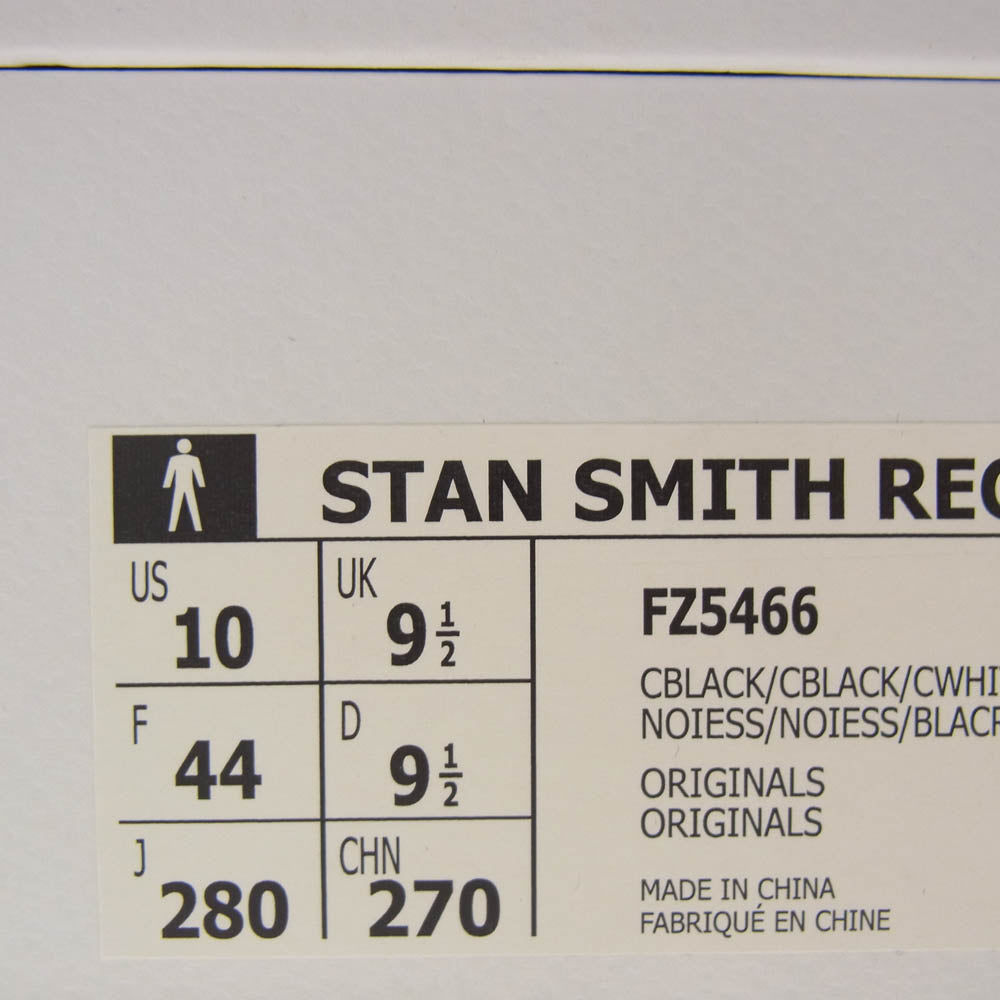 STAN SMITH REC
US 10 UK 9 1/2
F 44 D 9 1/2
J 280 CHN 270
FZ5466
CBLACK/CBLACK/CWHI
NOIESS/NOIESS/BLAC
ORIGINALS
ORIGINALS
MADE IN CHINA
FABRIQUÉ EN CHINE